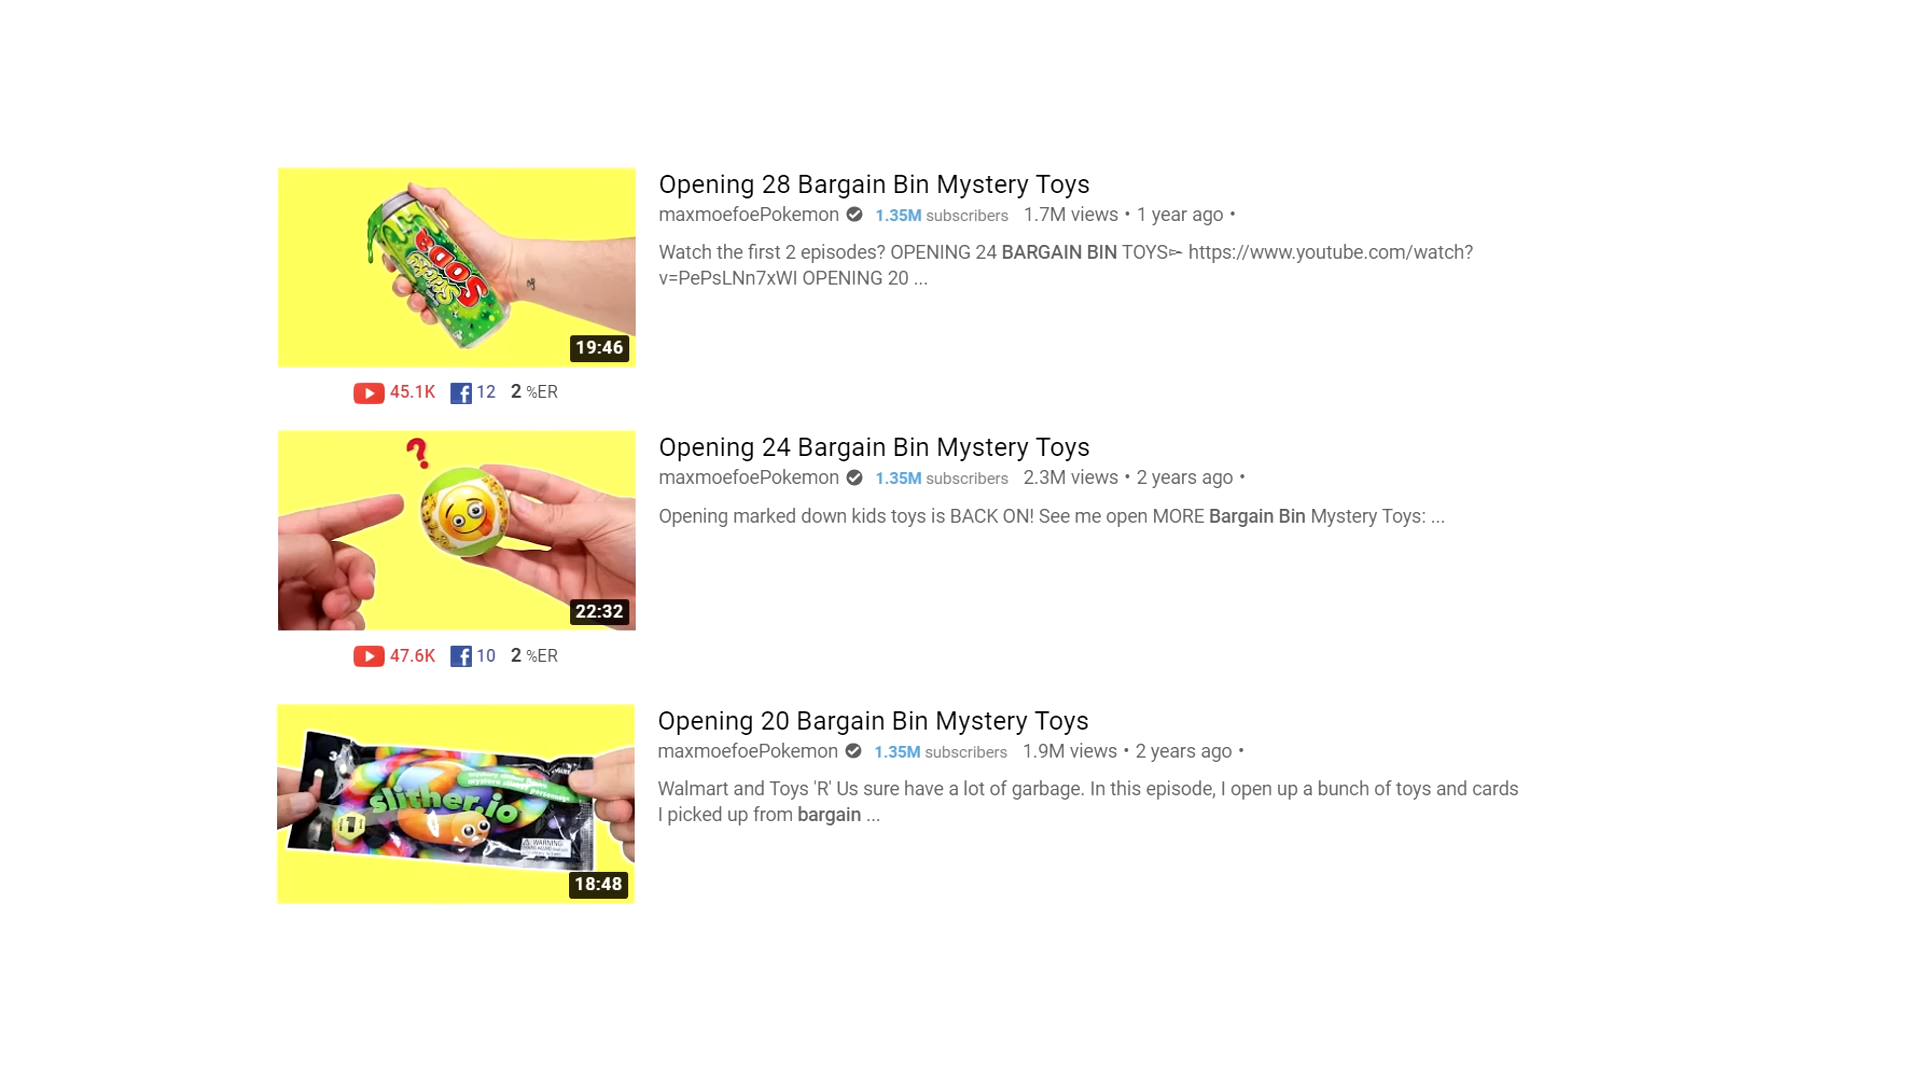 Opening 28 Bargain Bin Mystery Toys
maxmoefoePokemon 1.35M subscribers 1.7M views • 1 year ago •
Watch the first 2 episodes? OPENING 24 BARGAIN BIN TOYS➳ https://www.youtube.com/watch?
v=PePsLNn7xWI OPENING 20 ...
Sticky
SODA
19:46
45.1K f 12 2 %ER
Opening 24 Bargain Bin Mystery Toys
maxmoefoePokemon 1.35M subscribers 2.3M views • 2 years ago •
Opening marked down kids toys is BACK ON! See me open MORE Bargain Bin Mystery Toys: ...
?
22:32
47.6K f 10 2 %ER
Opening 20 Bargain Bin Mystery Toys
maxmoefoePokemon 1.35M subscribers 1.9M views • 2 years ago •
Walmart and Toys 'R' Us sure have a lot of garbage. In this episode, I open up a bunch of toys and cards
I picked up from bargain ...
slither.io
WARNING:
18:48